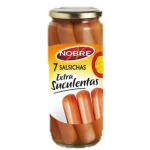 NOBRE
7 SALSICHAS
Extra
Suculentas